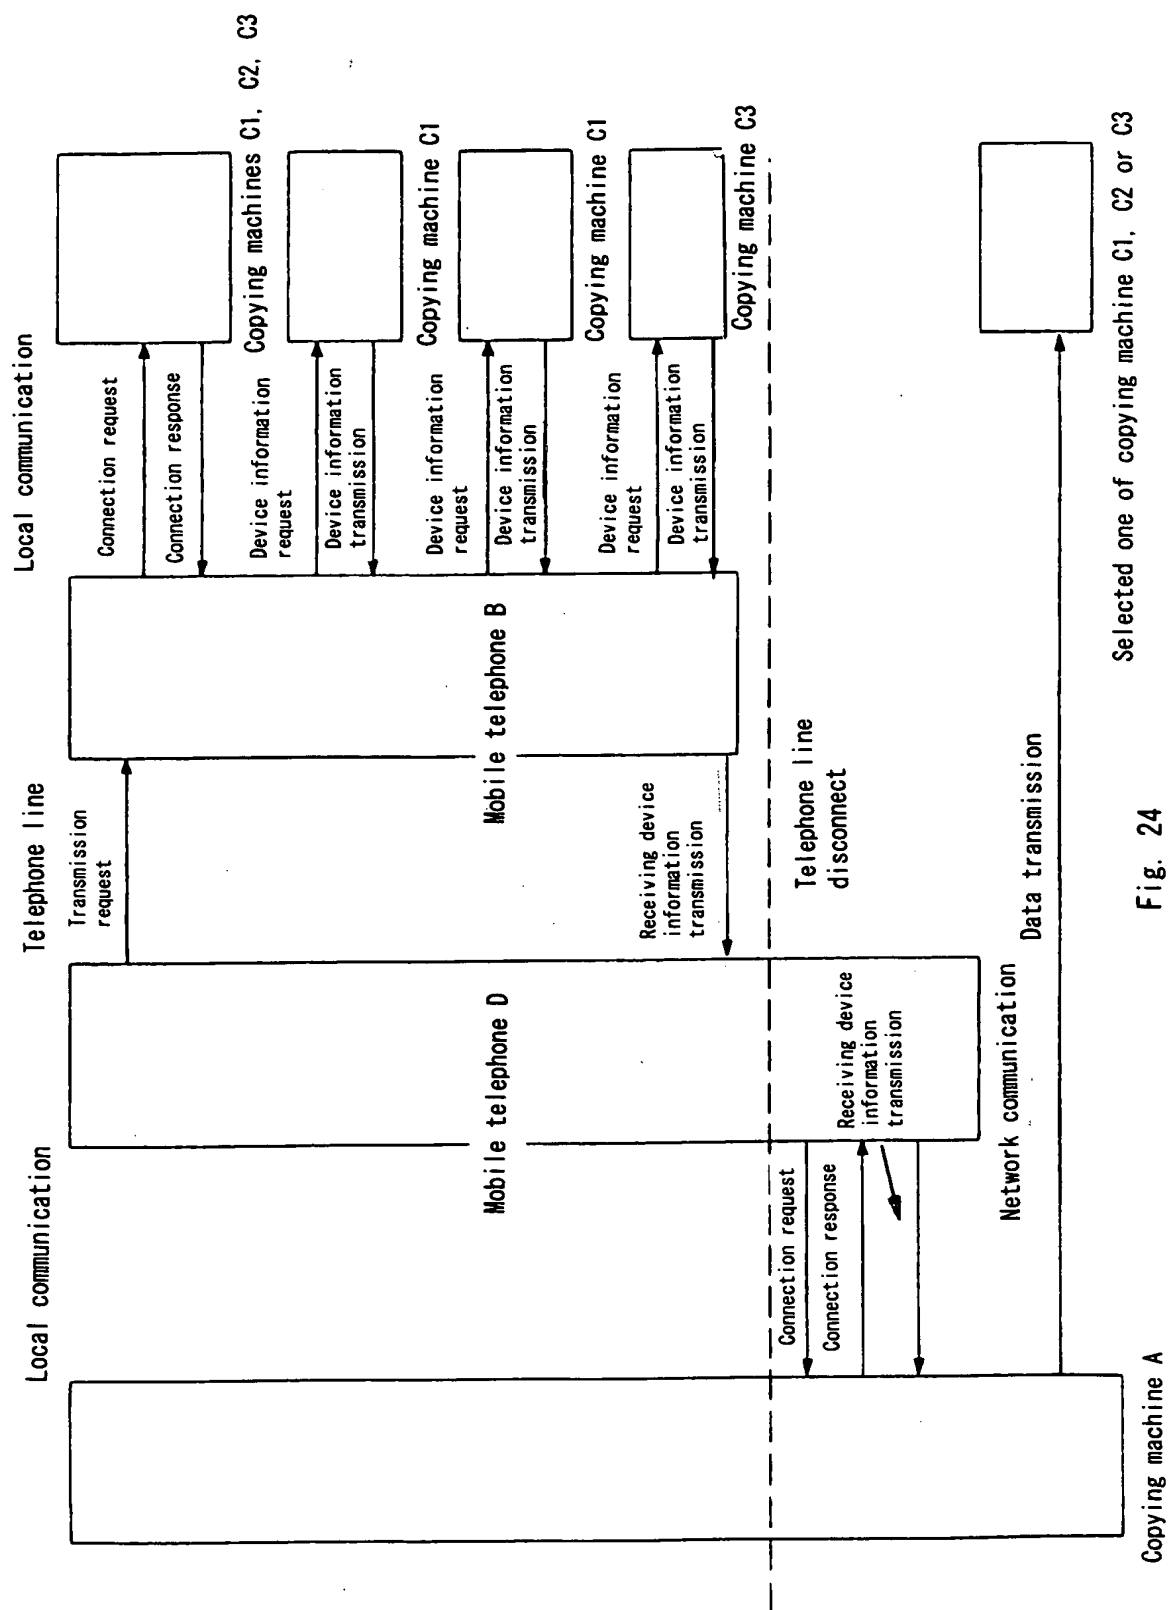 Local communication
Telephone line
Local communication
Transmission
request
Connection request
Connection response
Copying machines C1, C2, C3
Device information
request
Device information
transmission
Copying machine C1
Device information
request
Device information
transmission
Copying machine C1
Device information
request
Device information
transmission
Copying machine C3
Mobile telephone D
Mobile telephone B
Receiving device
information
transmission
Telephone line
disconnect
Connection request
Connection response
Receiving device
information
transmission
Network communication
Data transmission
Copying machine A
Selected one of copying machine C1, C2 or C3
Fig. 24